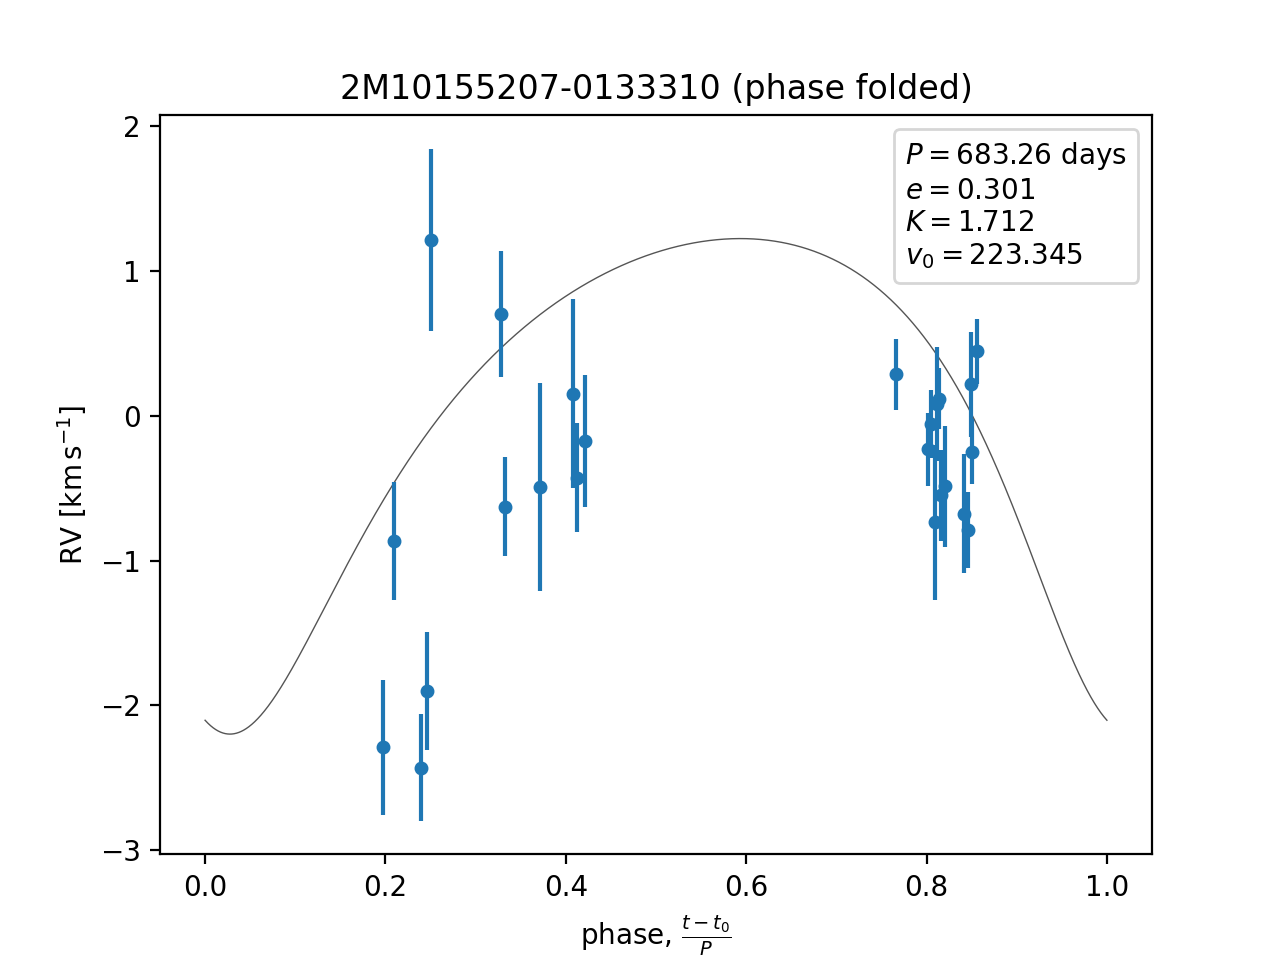 2M10155207-0133310 (phase folded)
P = 683.26 days
e = 0.301
K = 1.712
v₀ = 223.345
2
1
0
−1
−2
−3
RV [km s⁻¹]
0.0 0.2 0.4 0.6 0.8 1.0
phase, (t − t₀)/P